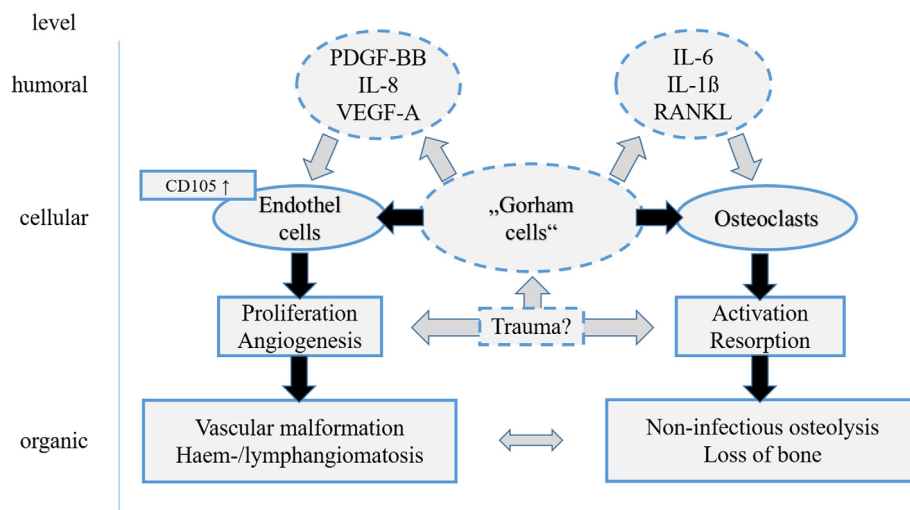 level
humoral
PDGF-BB
IL-8
VEGF-A
IL-6
IL-1ß
RANKL
CD105 ↑
cellular
Endothel
cells
„Gorham
cells“
Osteoclasts
Proliferation
Angiogenesis
Trauma?
Activation
Resorption
organic
Vascular malformation
Haem-/lymphangiomatosis
Non-infectious osteolysis
Loss of bone